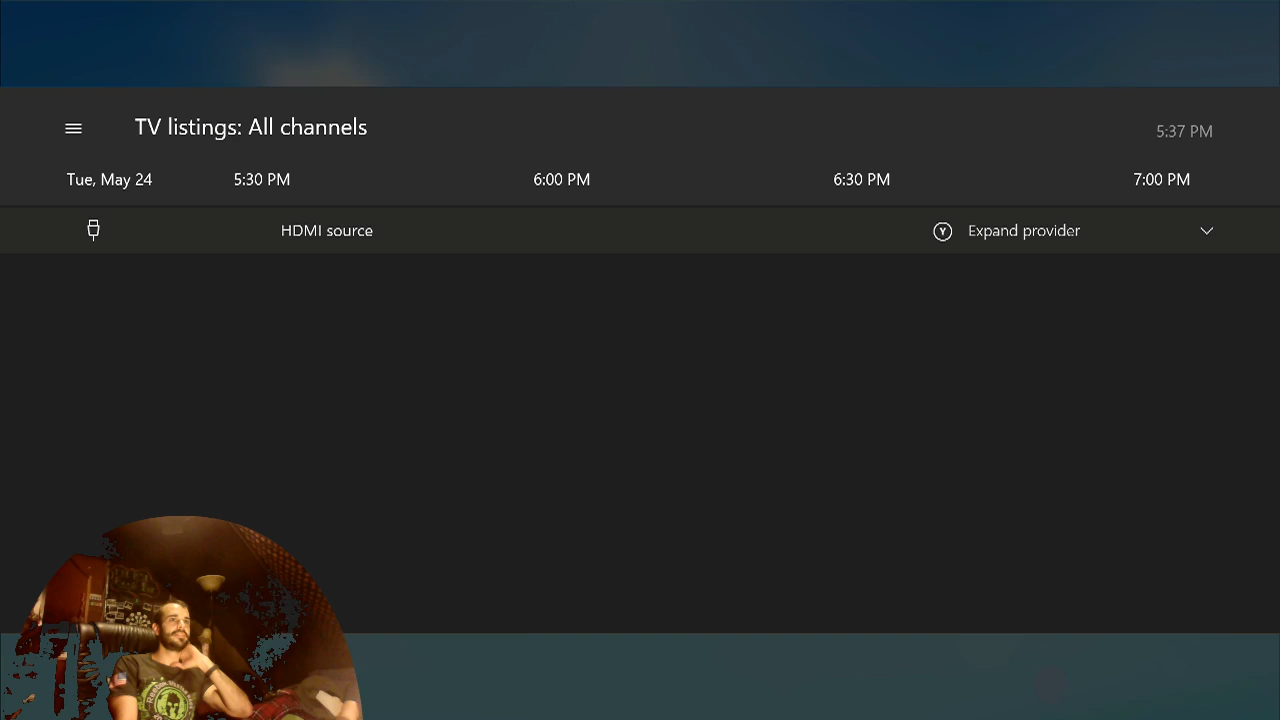 TV listings: All channels
5:37 PM
Tue, May 24 5:30 PM 6:00 PM 6:30 PM 7:00 PM
HDMI source Y Expand provider